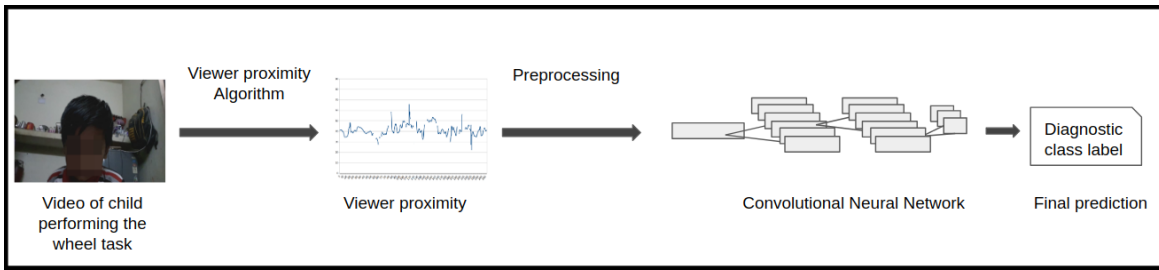 Viewer proximity
Algorithm
Preprocessing
Diagnostic
class label
Video of child
performing the
wheel task
Viewer proximity
Convolutional Neural Network
Final prediction